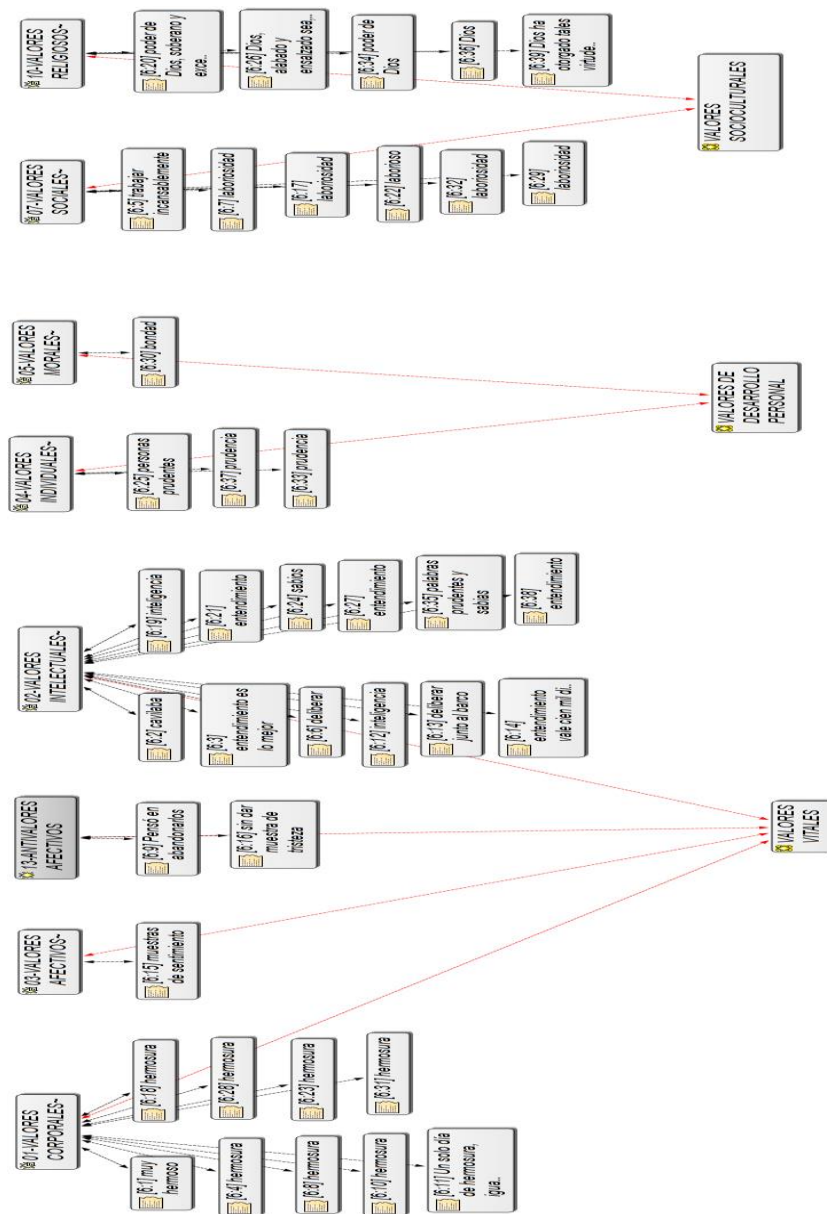 01-VALORES
CORPORALES~
[6:1] muy
hermoso
[6:4] hermosura
[6:8] hermosura
[6:10] hermosura
[6:11] Un solo día
de hermosura,
igua..
[6:18] hermosura
[6:28] hermosura
[6:23] hermosura
[6:31] hermosura
03-VALORES
AFECTIVOS~
[6:15] muestras
de sentimiento
13-ANTIVALORES
AFECTIVOS
[6:9] Pensó en
abandonarlos
[6:16] sin dar
muestra de
tristeza
02-VALORES
INTELECTUALES~
[6:2] cavilaba
[6:3]
entendimiento es
lo mejor
[6:6] deliberar
[6:12] inteligencia
[6:13] deliberar
junto al barco
[6:14]
entendimiento
vale cien mil di..
[6:19] inteligencia
[6:21]
entendimiento
[6:24] sabios
[6:27]
entendimiento
[6:35] palabras
prudentes y
sabias
[6:38]
entendimiento
VALORES
VITALES
04-VALORES
INDIVIDUALES~
[6:25] personas
prudentes
[6:37] prudencia
[6:33] prudencia
05-VALORES
MORALES~
[6:30] bondad
VALORES DE
DESARROLLO
PERSONAL
07-VALORES
SOCIALES~
[6:5] trabajar
incansablemente
[6:7] laboriosidad
[6:17]
laboriosidad
[6:22] laborioso
[6:32]
laboriosidad
[6:29]
laboriosidad
10-VALORES
RELIGIOSOS~
[6:20] poder de
Dios, soberano y
exce..
[6:26] Dios,
alabado y
ensalzado sea,..
[6:34] poder de
Dios
[6:36] Dios
[6:39] Dios ha
otorgado tales
virtude..
VALORES
SOCIOCULTURALES